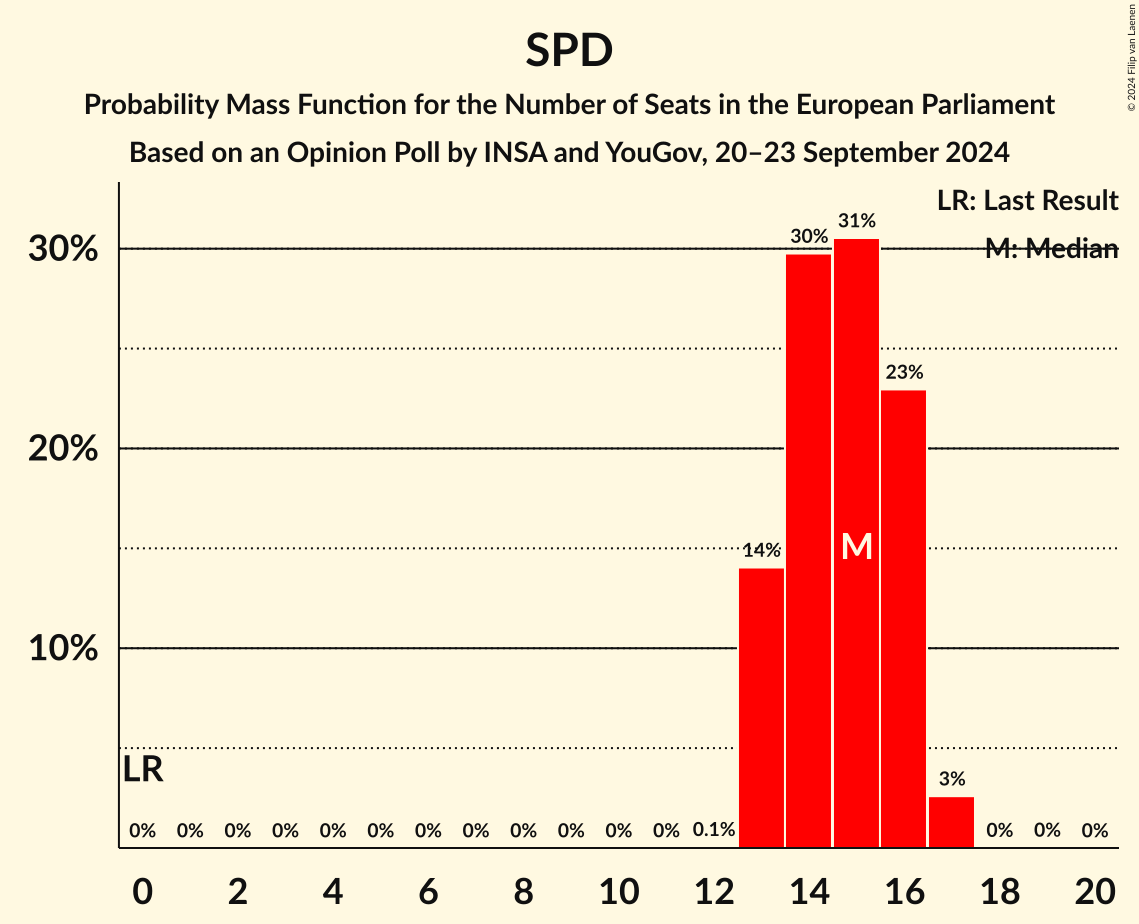 SPD
Probability Mass Function for the Number of Seats in the European Parliament
Based on an Opinion Poll by INSA and YouGov, 20–23 September 2024
© 2024 Filip van Laenen
LR: Last Result
M: Median
30%
20%
10%
31%
30%
23%
14%
M
LR
3%
0% 0% 0% 0% 0% 0% 0% 0% 0% 0% 0% 0% 0.1% 0% 0% 0%
0 2 4 6 8 10 12 14 16 18 20